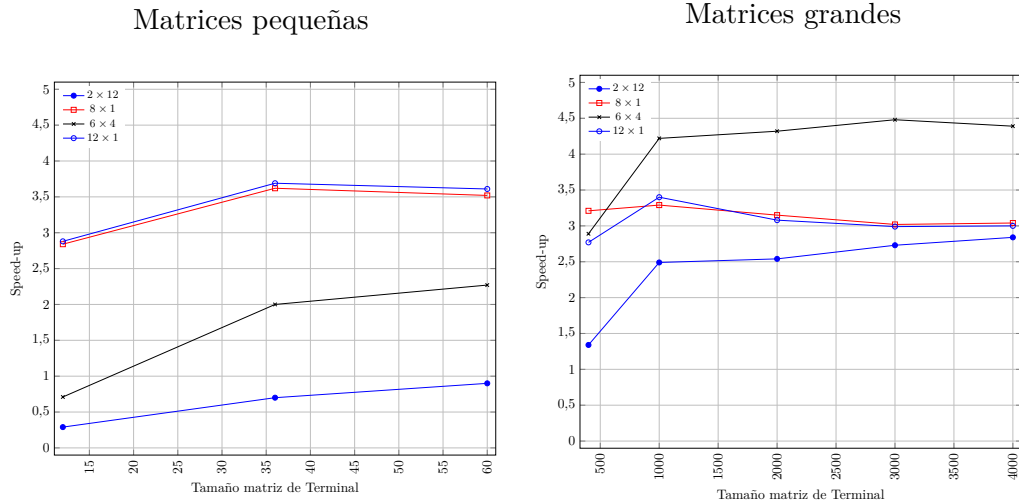 Matrices pequeñas
5
4,5
4
3,5
3
2,5
2
1,5
1
0,5
0
2 × 12
8 × 1
6 × 4
12 × 1
Speed-up
15
20
25
30
35
40
45
50
55
60
Tamaño matriz de Terminal
Matrices grandes
5
4,5
4
3,5
3
2,5
2
1,5
1
0,5
0
2 × 12
8 × 1
6 × 4
12 × 1
Speed-up
500
1000
1500
2000
2500
3000
3500
4000
Tamaño matriz de Terminal